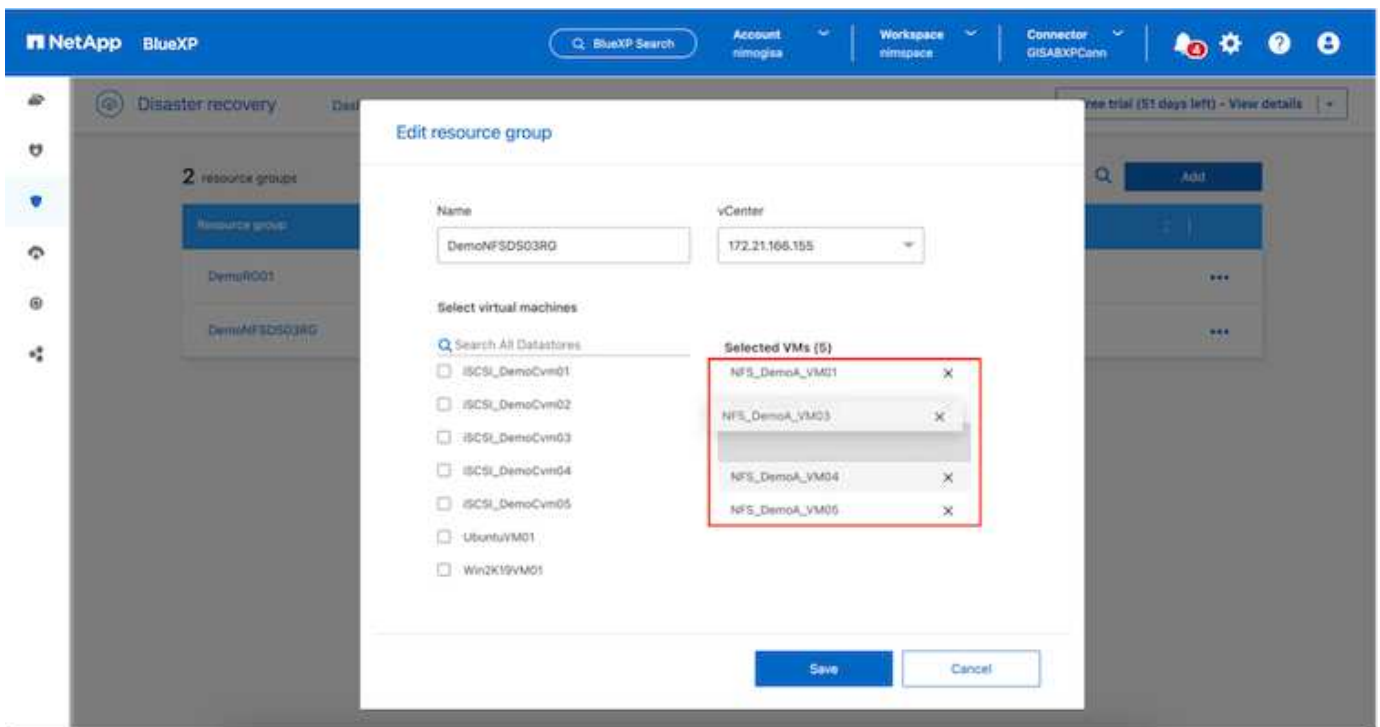 NetApp BlueXP
BlueXP Search
Account
nimogisa
Workspace
nimspace
Connector
GISABXPConn
4
Disaster recovery
Free trial (51 days left) - View details
Edit resource group
2 resource groups
Add
Resource group
Name
vCenter
DemoNFSDS03RG
172.21.166.155
DemoRG01
Select virtual machines
DemoNFSDS03RG
Search All Datastores
Selected VMs (5)
iSCSI_DemoCvm01
NFS_DemoA_VM01
iSCSI_DemoCvm02
NFS_DemoA_VM03
iSCSI_DemoCvm03
iSCSI_DemoCvm04
NFS_DemoA_VM04
iSCSI_DemoCvm05
NFS_DemoA_VM05
UbuntuVM01
Win2K19VM01
Save
Cancel